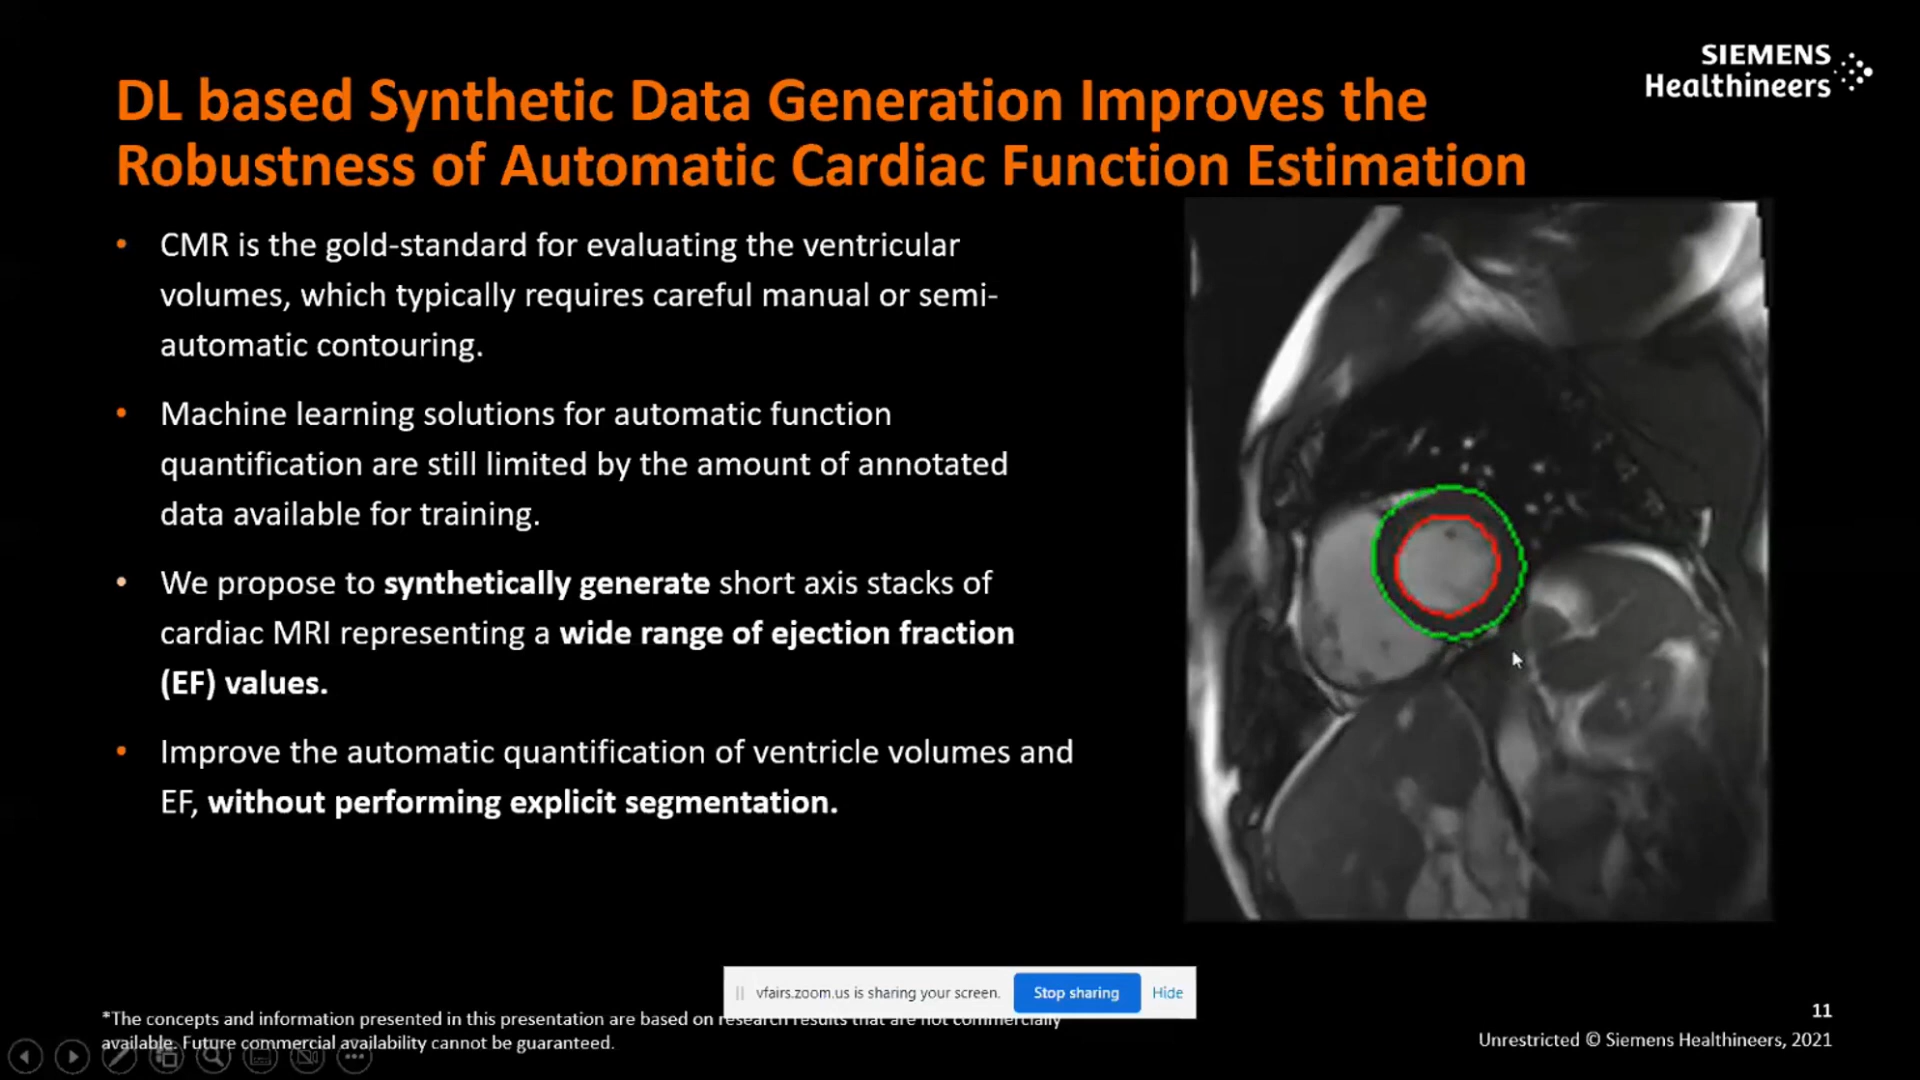 SIEMENS
Healthineers
DL based Synthetic Data Generation Improves the
Robustness of Automatic Cardiac Function Estimation
• CMR is the gold-standard for evaluating the ventricular
volumes, which typically requires careful manual or semi-
automatic contouring.
• Machine learning solutions for automatic function
quantification are still limited by the amount of annotated
data available for training.
• We propose to synthetically generate short axis stacks of
cardiac MRI representing a wide range of ejection fraction
(EF) values.
• Improve the automatic quantification of ventricle volumes and
EF, without performing explicit segmentation.
vfairs.zoom.us is sharing your screen. Stop sharing Hide
*The concepts and information presented in this presentation are based on research results that are not commercially
available. Future commercial availability cannot be guaranteed.
11
Unrestricted © Siemens Healthineers, 2021